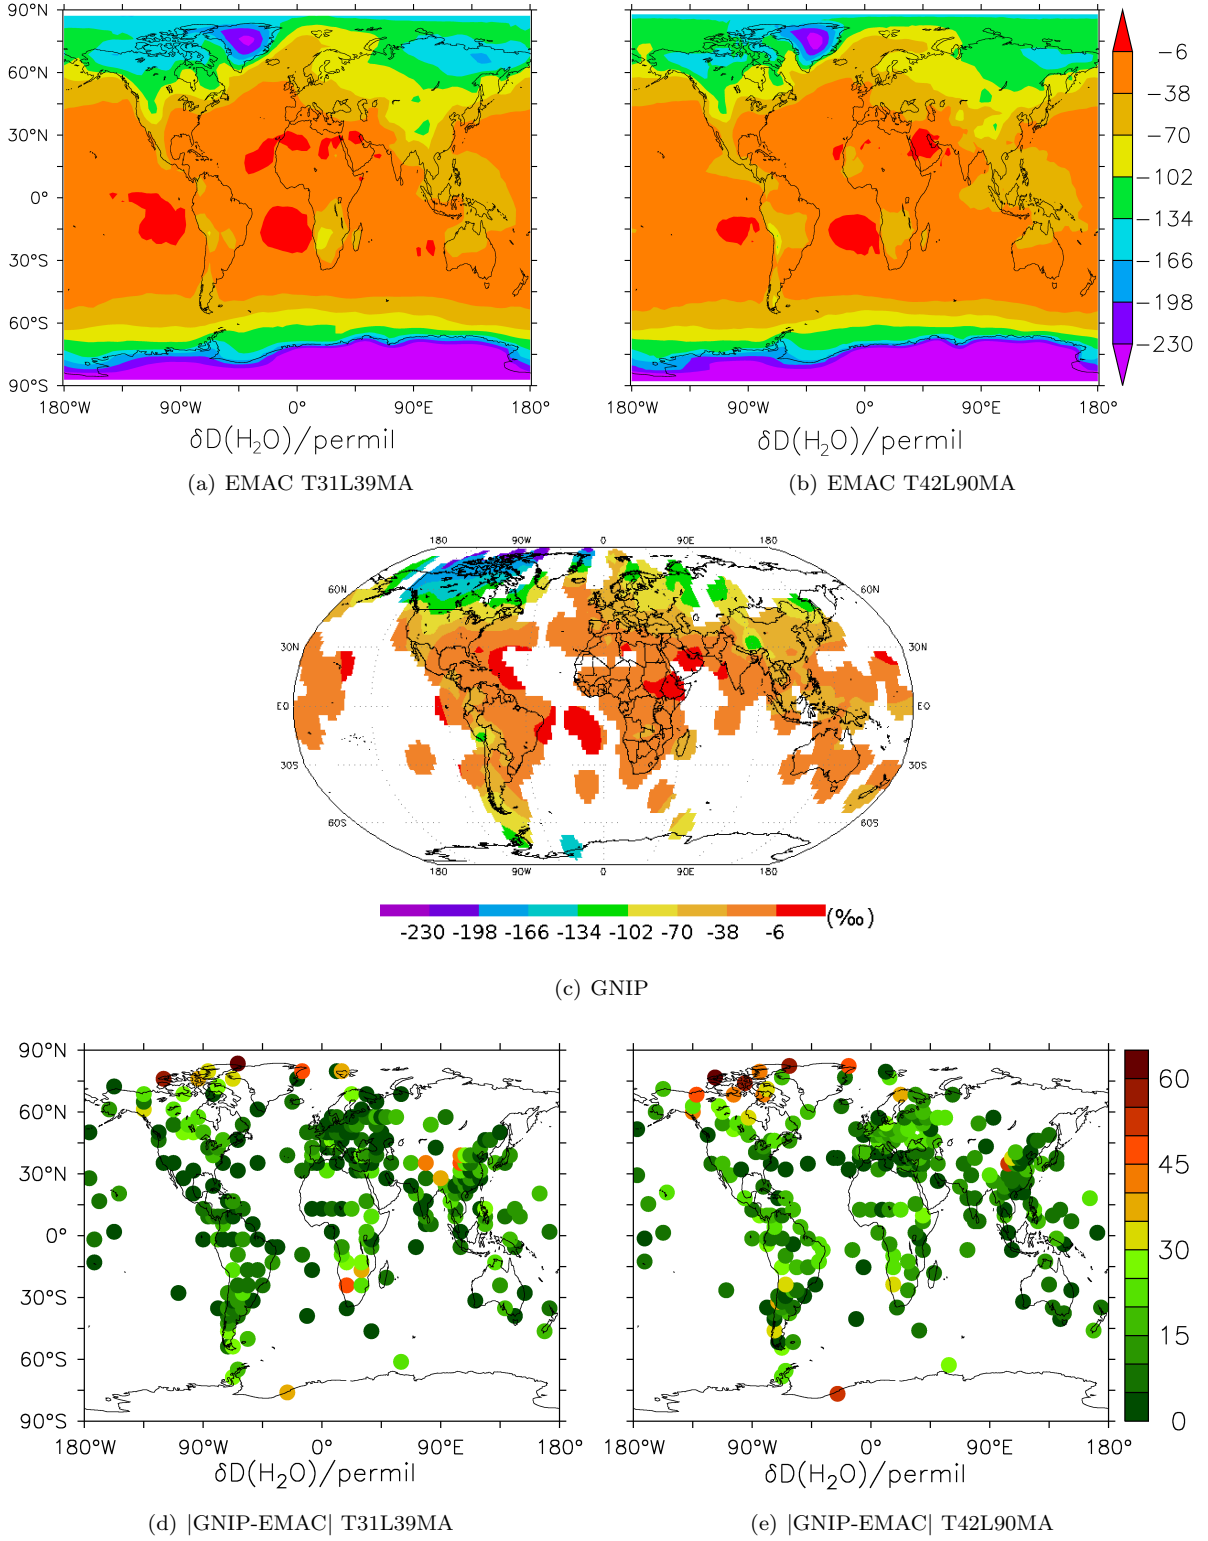 90°N
60°N
30°N
0°
30°S
60°S
90°S
180°W 90°W 0° 90°E 180°
δD(H₂O)/permil
(a) EMAC T31L39MA
180°W 90°W 0° 90°E 180°
δD(H₂O)/permil
(b) EMAC T42L90MA
−6
−38
−70
−102
−134
−166
−198
−230
180 90W 0 90E 180
60N 60N
30N 30N
EQ EQ
30S 30S
60S 60S
180 90W 0 90E 180
-230 -198 -166 -134 -102 -70 -38 -6 (‰)
(c) GNIP
90°N
60°N
30°N
0°
30°S
60°S
90°S
180°W 90°W 0° 90°E 180°
δD(H₂O)/permil
(d) |GNIP-EMAC| T31L39MA
180°W 90°W 0° 90°E 180°
δD(H₂O)/permil
(e) |GNIP-EMAC| T42L90MA
60
45
30
15
0